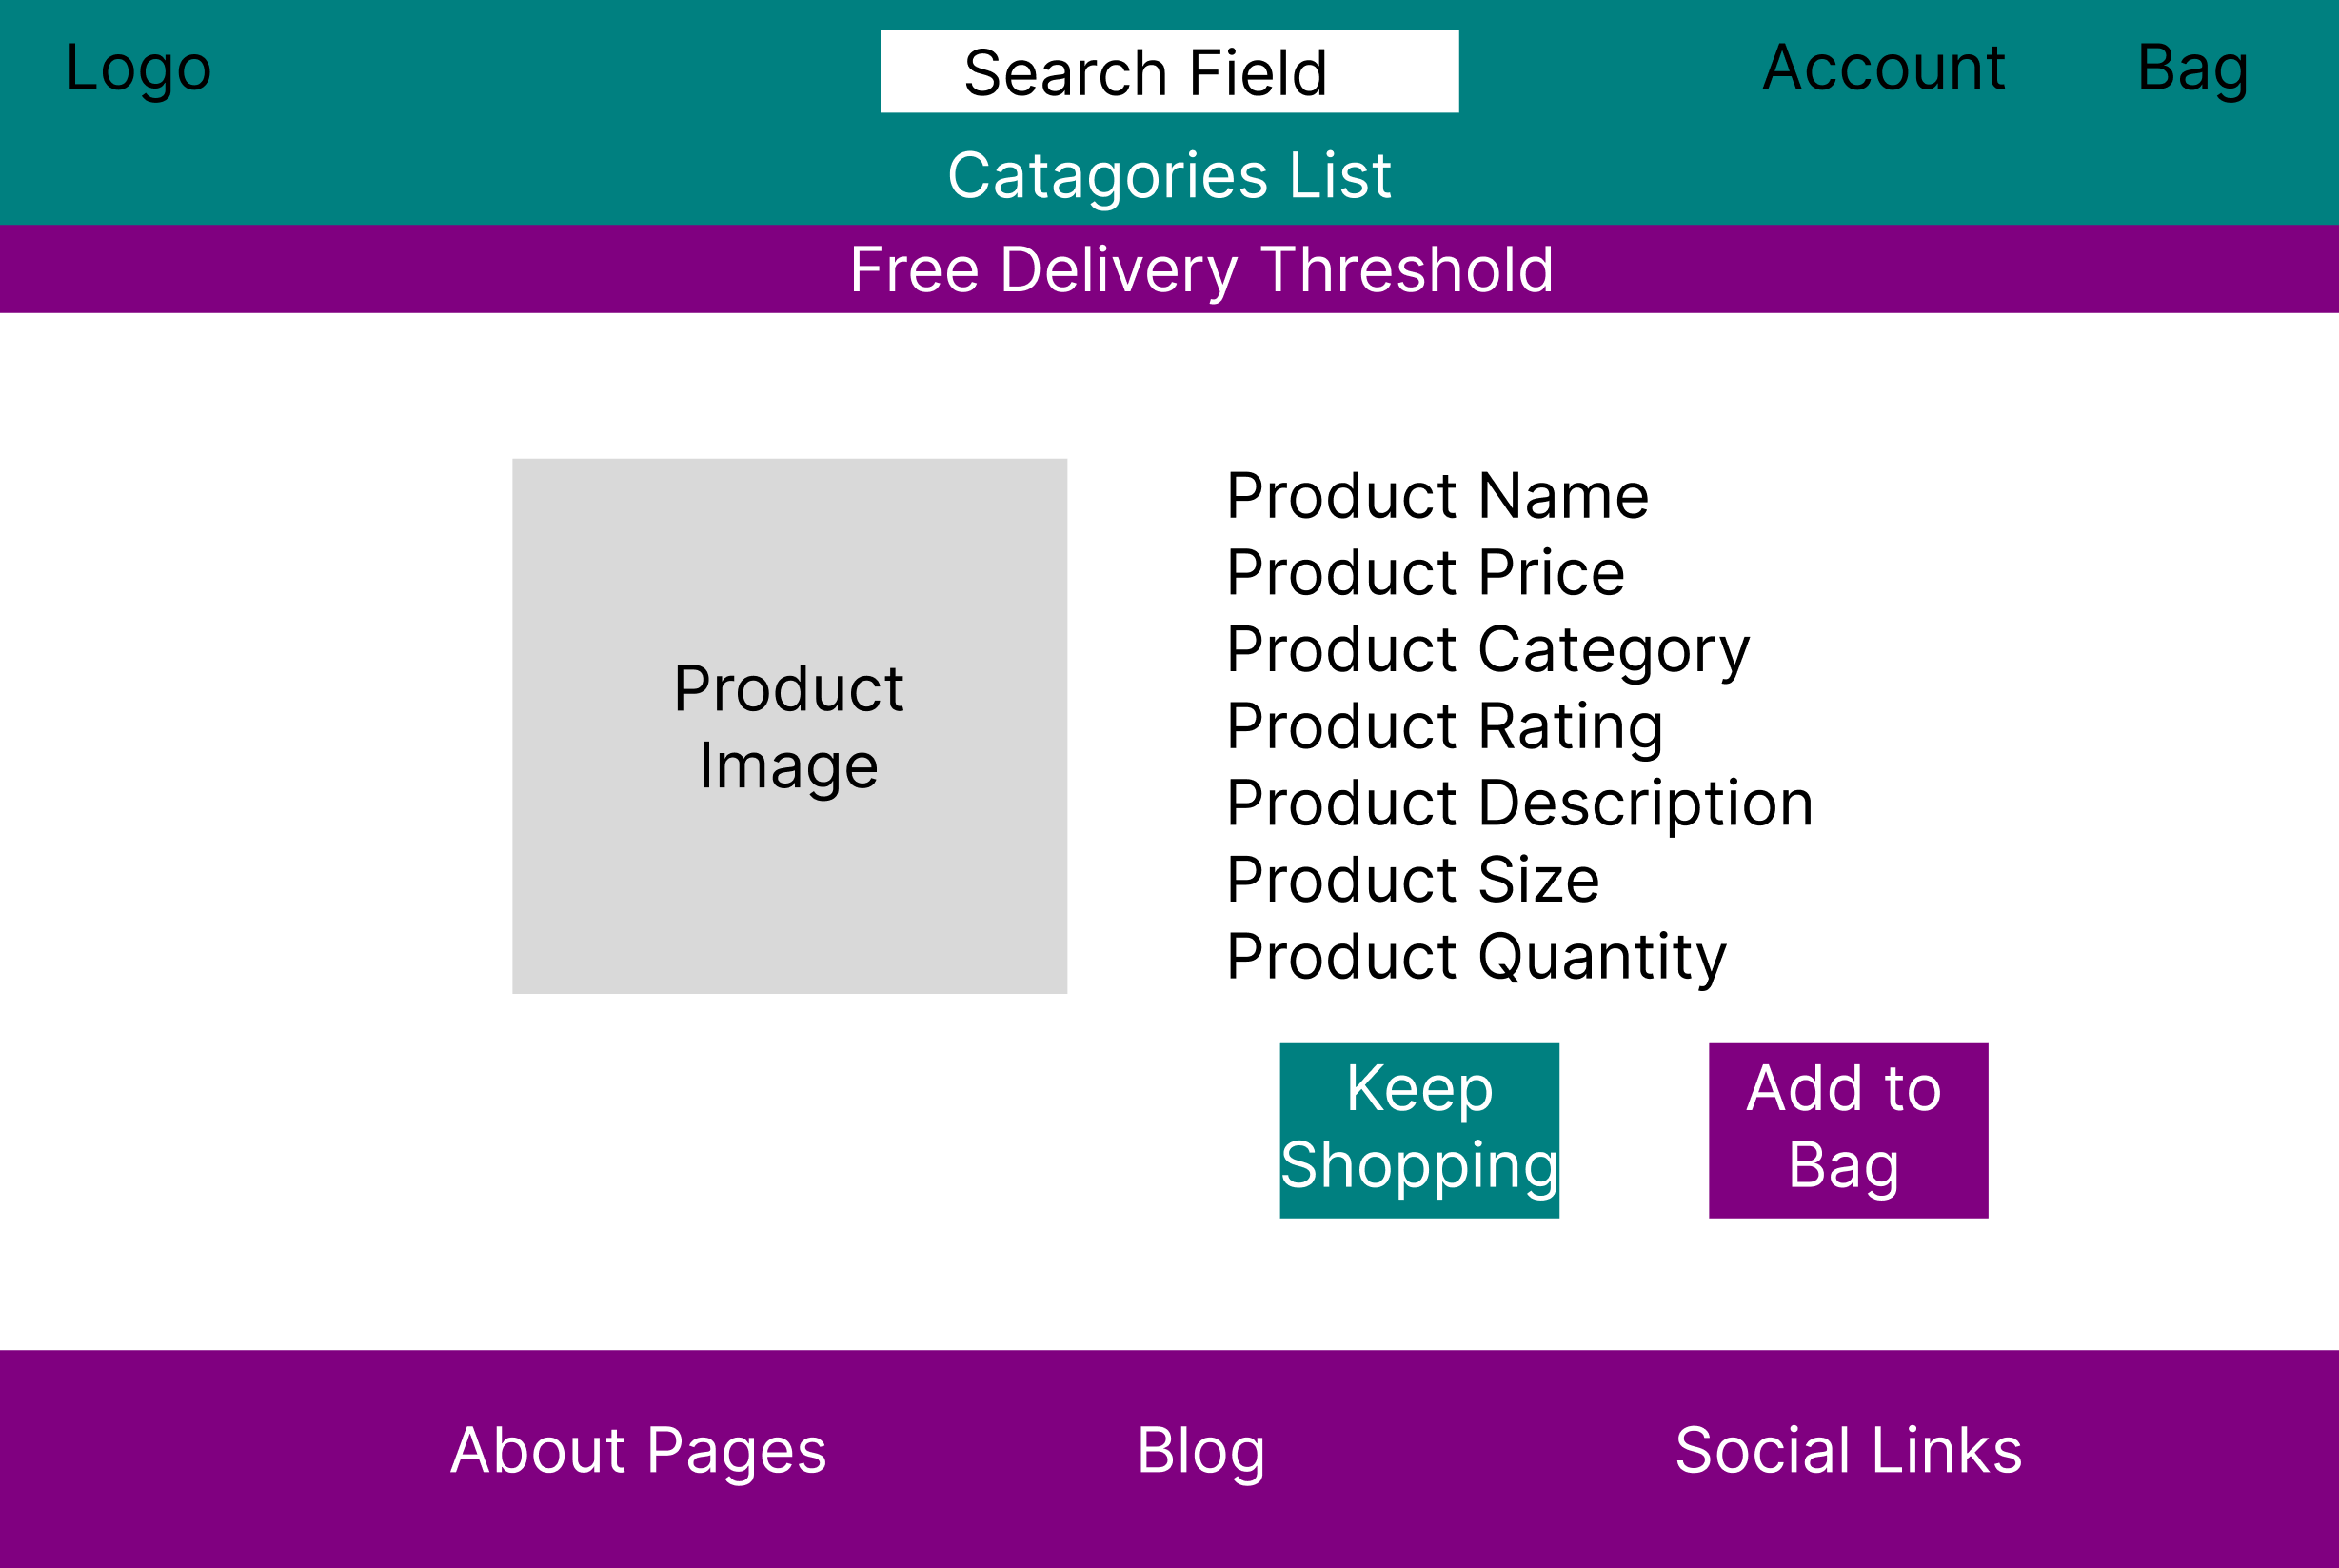 Logo
Search Field
Account
Bag
Catagories List
Free Delivery Threshold
Product
Image
Product Name
Product Price
Product Category
Product Rating
Product Description
Product Size
Product Quantity
Keep
Shopping
Add to
Bag
About Pages
Blog
Social Links